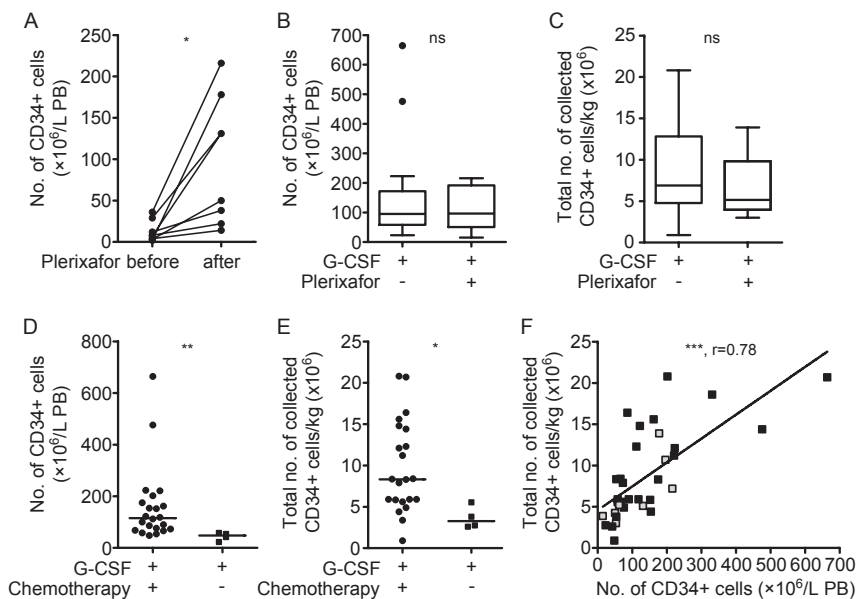 A
No. of CD34+ cells
(×10⁶/L PB)
250
200
150
100
50
0
*
Plerixafor before after
B
No. of CD34+ cells
(×10⁶/L PB)
700
600
500
400
300
200
100
0
ns
G-CSF + +
Plerixafor - +
C
Total no. of collected
CD34+ cells/kg (x10⁶)
25
20
15
10
5
0
ns
G-CSF + +
Plerixafor - +
D
No. of CD34+ cells
(×10⁶/L PB)
800
600
400
200
0
**
G-CSF + +
Chemotherapy + -
E
Total no. of collected
CD34+ cells/kg (x10⁶)
25
20
15
10
5
0
*
G-CSF + +
Chemotherapy + -
F
Total no. of collected
CD34+ cells/kg (x10⁶)
25
20
15
10
5
0
***, r=0.78
0 100 200 300 400 500 600 700
No. of CD34+ cells (×10⁶/L PB)